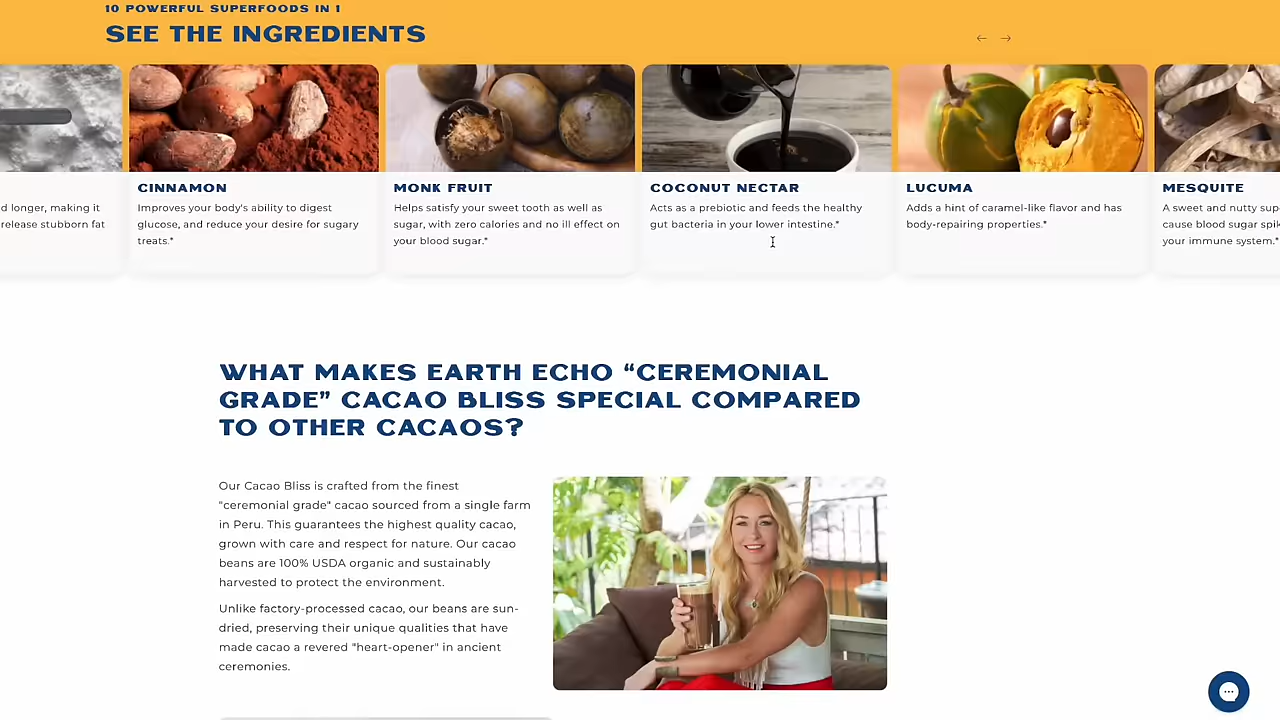 10 POWERFUL SUPERFOODS IN 1
SEE THE INGREDIENTS
d longer, making it
release stubborn fat
CINNAMON
Improves your body's ability to digest
glucose, and reduce your desire for sugary
treats.*
MONK FRUIT
Helps satisfy your sweet tooth as well as
sugar, with zero calories and no ill effect on
your blood sugar.*
COCONUT NECTAR
Acts as a prebiotic and feeds the healthy
gut bacteria in your lower intestine.*
LUCUMA
Adds a hint of caramel-like flavor and has
body-repairing properties.*
MESQUITE
A sweet and nutty sup
cause blood sugar spik
your immune system.*
WHAT MAKES EARTH ECHO “CEREMONIAL
GRADE” CACAO BLISS SPECIAL COMPARED
TO OTHER CACAOS?
Our Cacao Bliss is crafted from the finest
"ceremonial grade" cacao sourced from a single farm
in Peru. This guarantees the highest quality cacao,
grown with care and respect for nature. Our cacao
beans are 100% USDA organic and sustainably
harvested to protect the environment.
Unlike factory-processed cacao, our beans are sun-
dried, preserving their unique qualities that have
made cacao a revered "heart-opener" in ancient
ceremonies.